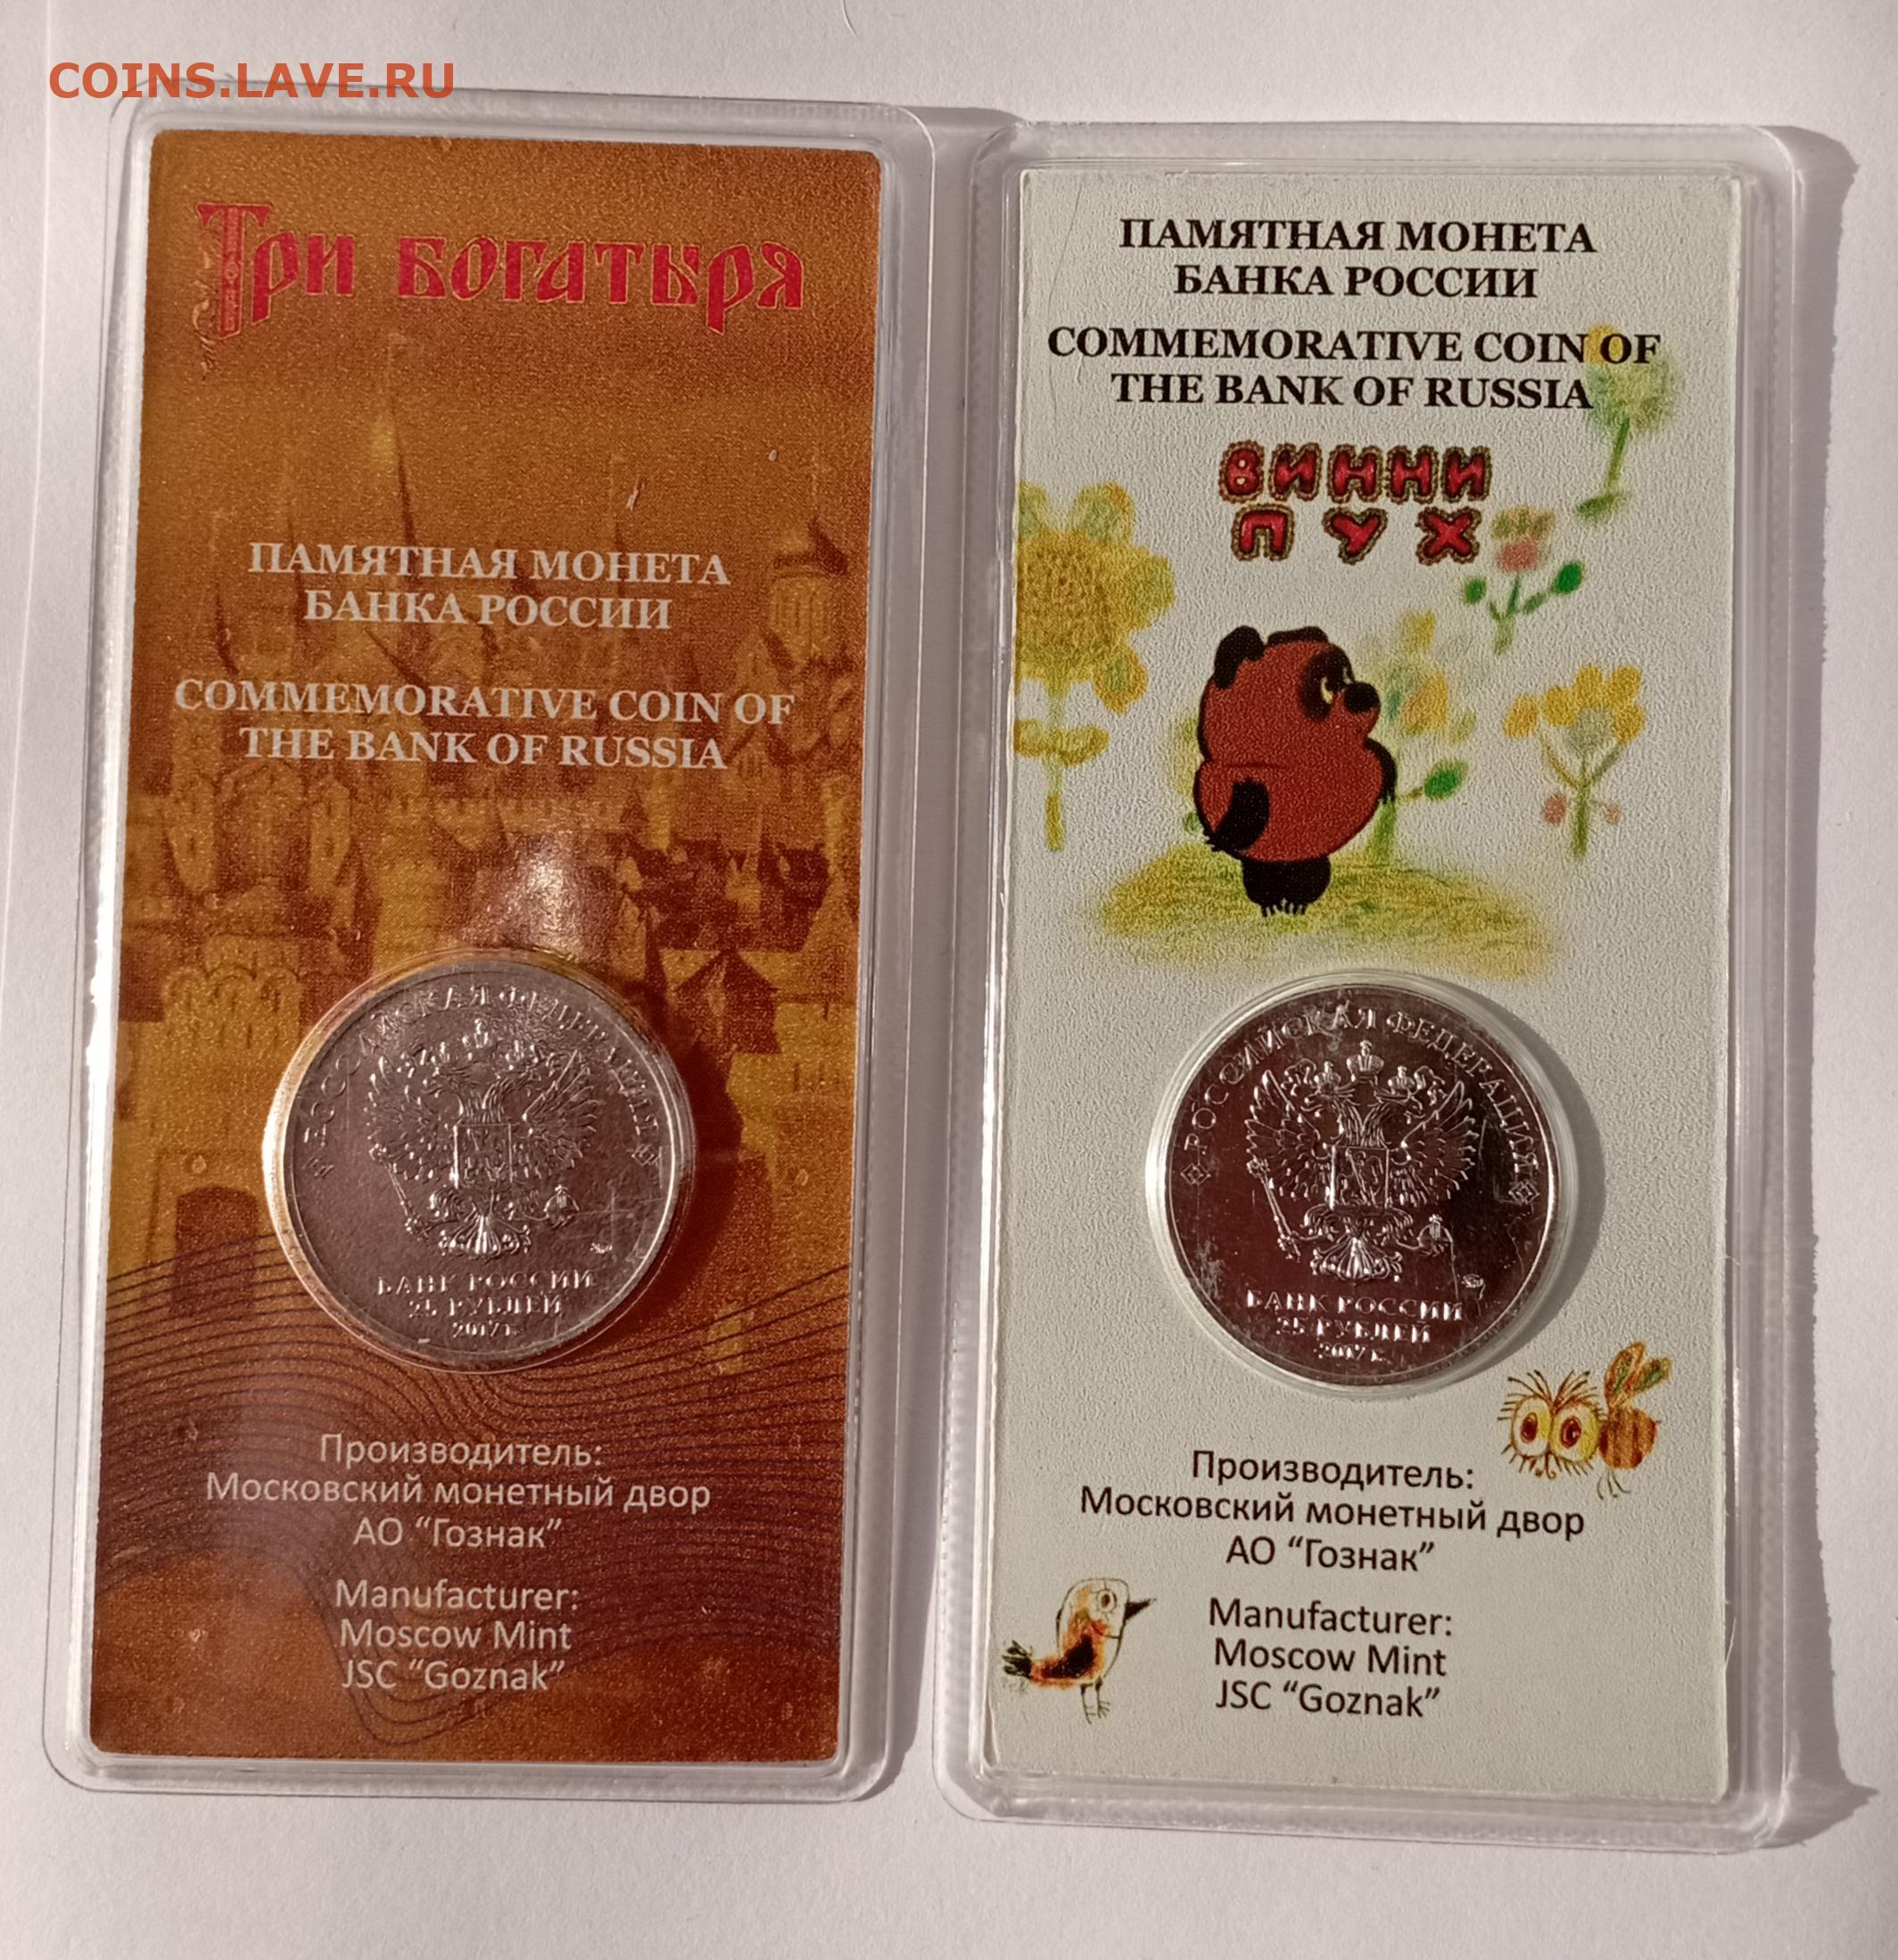 COINS.LAVE.RU
Три богатыря
ПАМЯТНАЯ МОНЕТА
БАНКА РОССИИ
COMMEMORATIVE COIN OF
THE BANK OF RUSSIA
РОССИЙСКАЯ ФЕДЕРАЦИЯ
БАНК РОССИИ
25 РУБЛЕЙ
2017 г.
Производитель:
Московский монетный двор
АО “Гознак”
Manufacturer:
Moscow Mint
JSC “Goznak”
ПАМЯТНАЯ МОНЕТА
БАНКА РОССИИ
COMMEMORATIVE COIN OF
THE BANK OF RUSSIA
ВИННИ
ПУХ
РОССИЙСКАЯ ФЕДЕРАЦИЯ
БАНК РОССИИ
25 РУБЛЕЙ
2017 г.
Производитель:
Московский монетный двор
АО “Гознак”
Manufacturer:
Moscow Mint
JSC “Goznak”